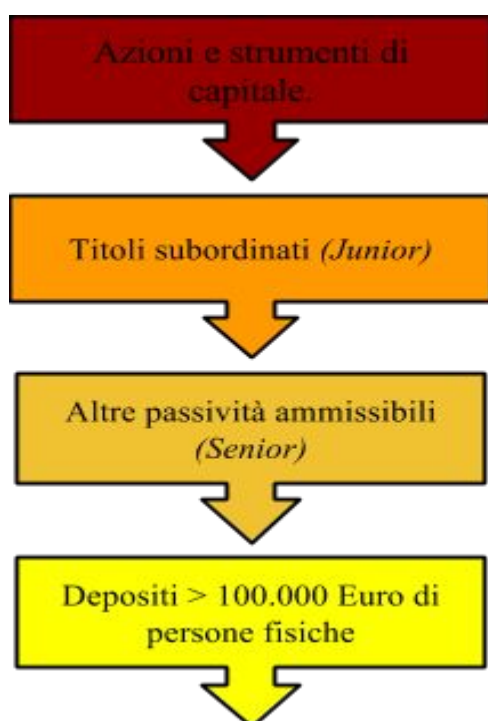 Azioni e strumenti di
capitale.
Titoli subordinati (Junior)
Altre passività ammissibili
(Senior)
Depositi > 100.000 Euro di
persone fisiche